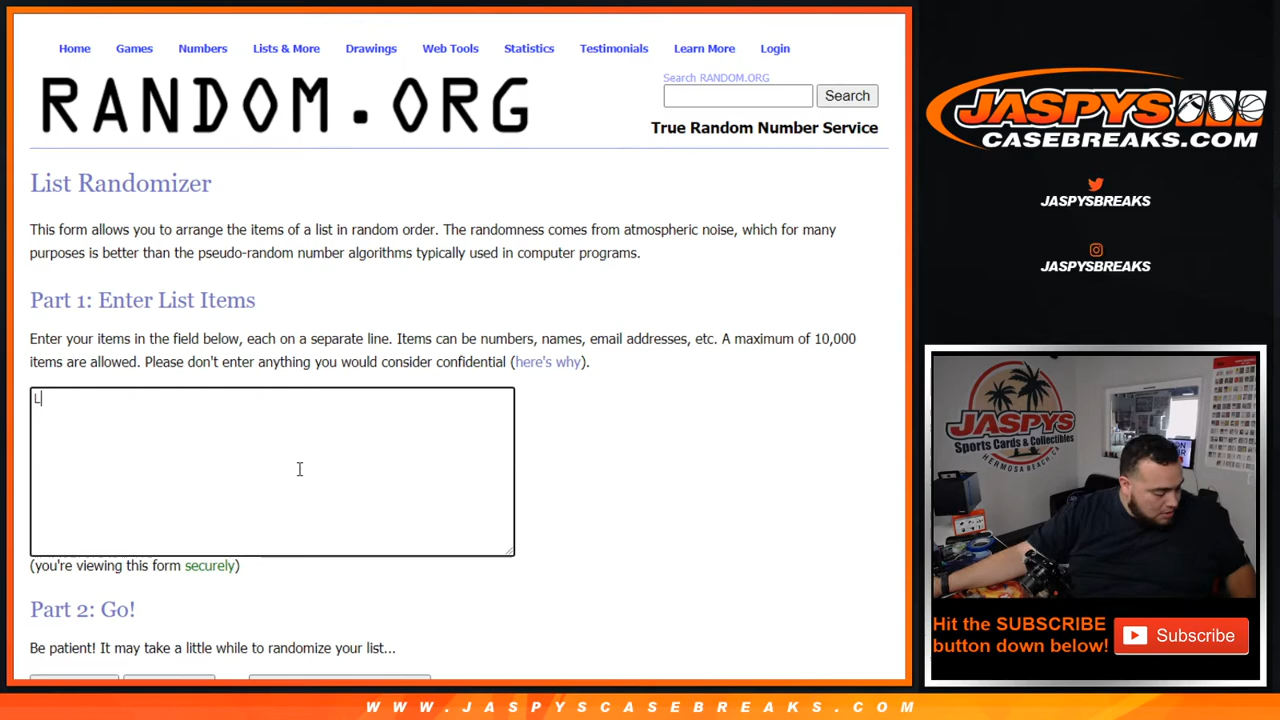 Home Games Numbers Lists & More Drawings Web Tools Statistics Testimonials Learn More Login
RANDOM.ORG
Search RANDOM.ORG
Search
True Random Number Service
List Randomizer
This form allows you to arrange the items of a list in random order. The randomness comes from atmospheric noise, which for many
purposes is better than the pseudo-random number algorithms typically used in computer programs.
Part 1: Enter List Items
Enter your items in the field below, each on a separate line. Items can be numbers, names, email addresses, etc. A maximum of 10,000
items are allowed. Please don't enter anything you would consider confidential (here's why).
L
(you're viewing this form securely)
Part 2: Go!
Be patient! It may take a little while to randomize your list...
JASPYS
CASEBREAKS.COM
JASPYSBREAKS
JASPYSBREAKS
JASPYS
Sports Cards & Collectibles
HERMOSA BEACH, CA
Hit the SUBSCRIBE
button down below!
Subscribe
WWW.JASPYSCASEBREAKS.COM